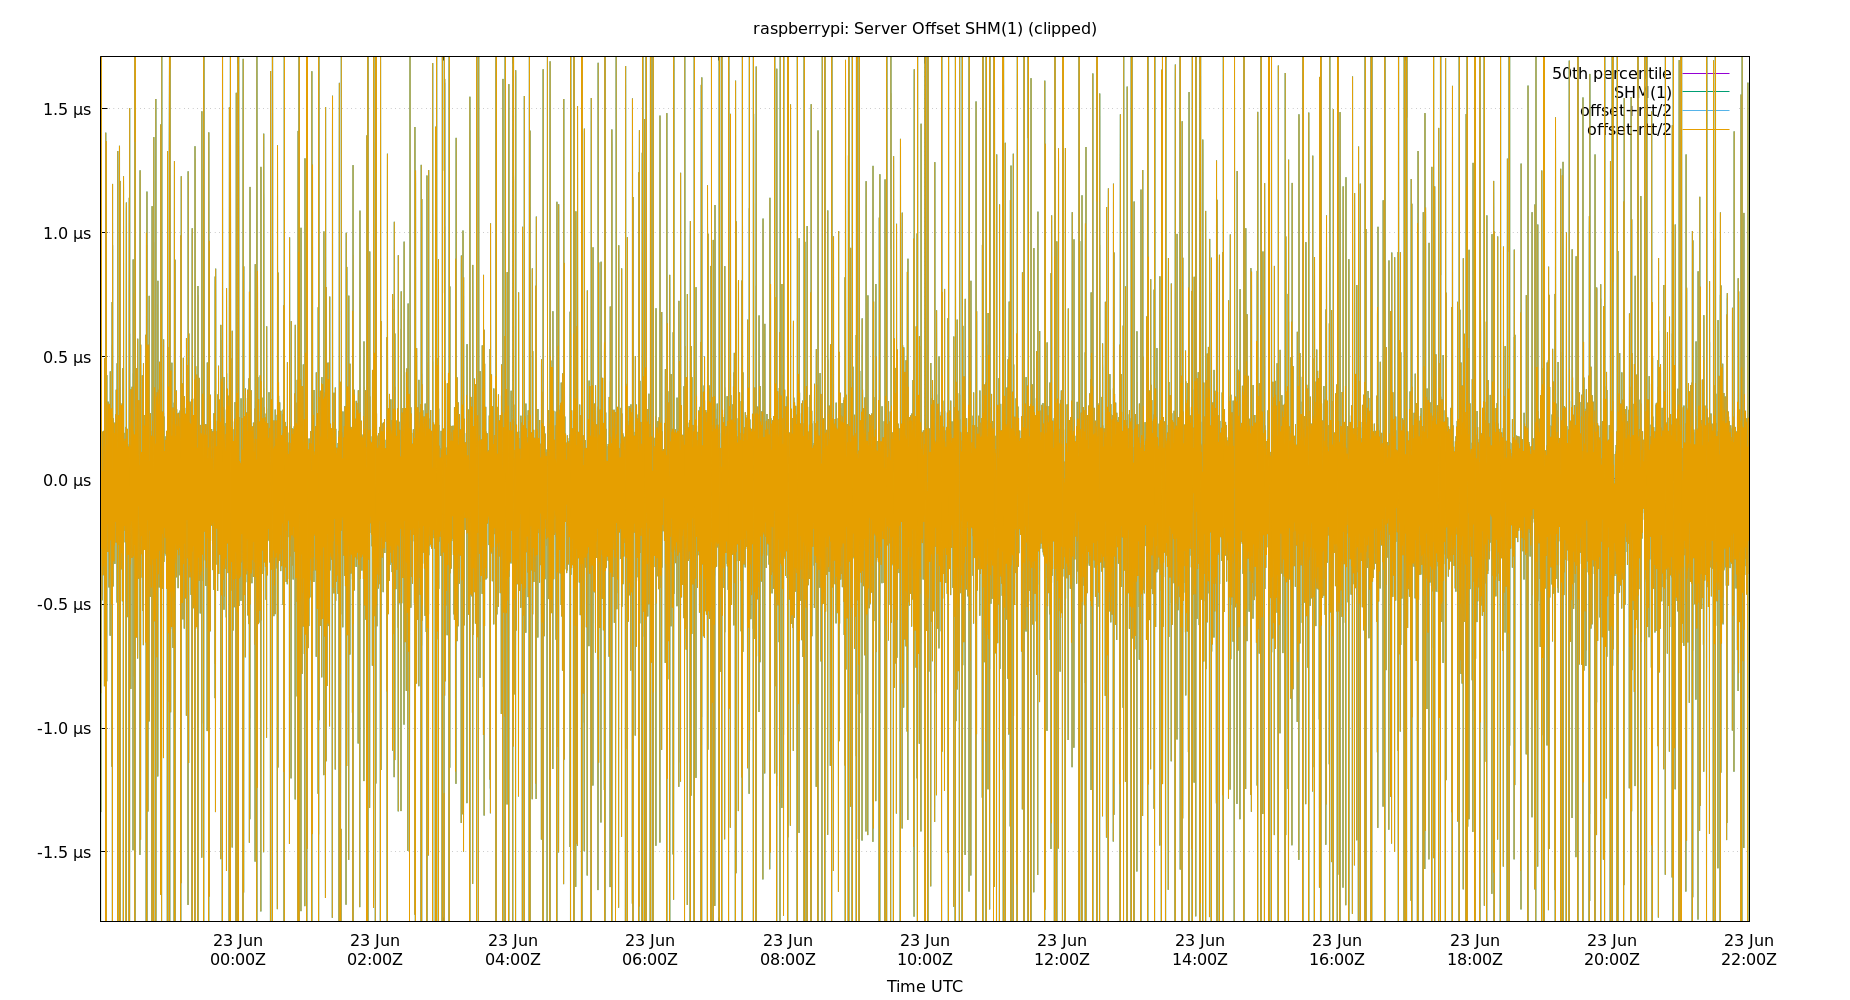 raspberrypi: Server Offset SHM(1) (clipped)
50th percentile
SHM(1)
offset+rtt/2
offset-rtt/2
1.5 µs
1.0 µs
0.5 µs
0.0 µs
-0.5 µs
-1.0 µs
-1.5 µs
23 Jun 23 Jun 23 Jun 23 Jun 23 Jun 23 Jun 23 Jun 23 Jun 23 Jun 23 Jun 23 Jun 23 Jun
00:00Z 02:00Z 04:00Z 06:00Z 08:00Z 10:00Z 12:00Z 14:00Z 16:00Z 18:00Z 20:00Z 22:00Z
Time UTC